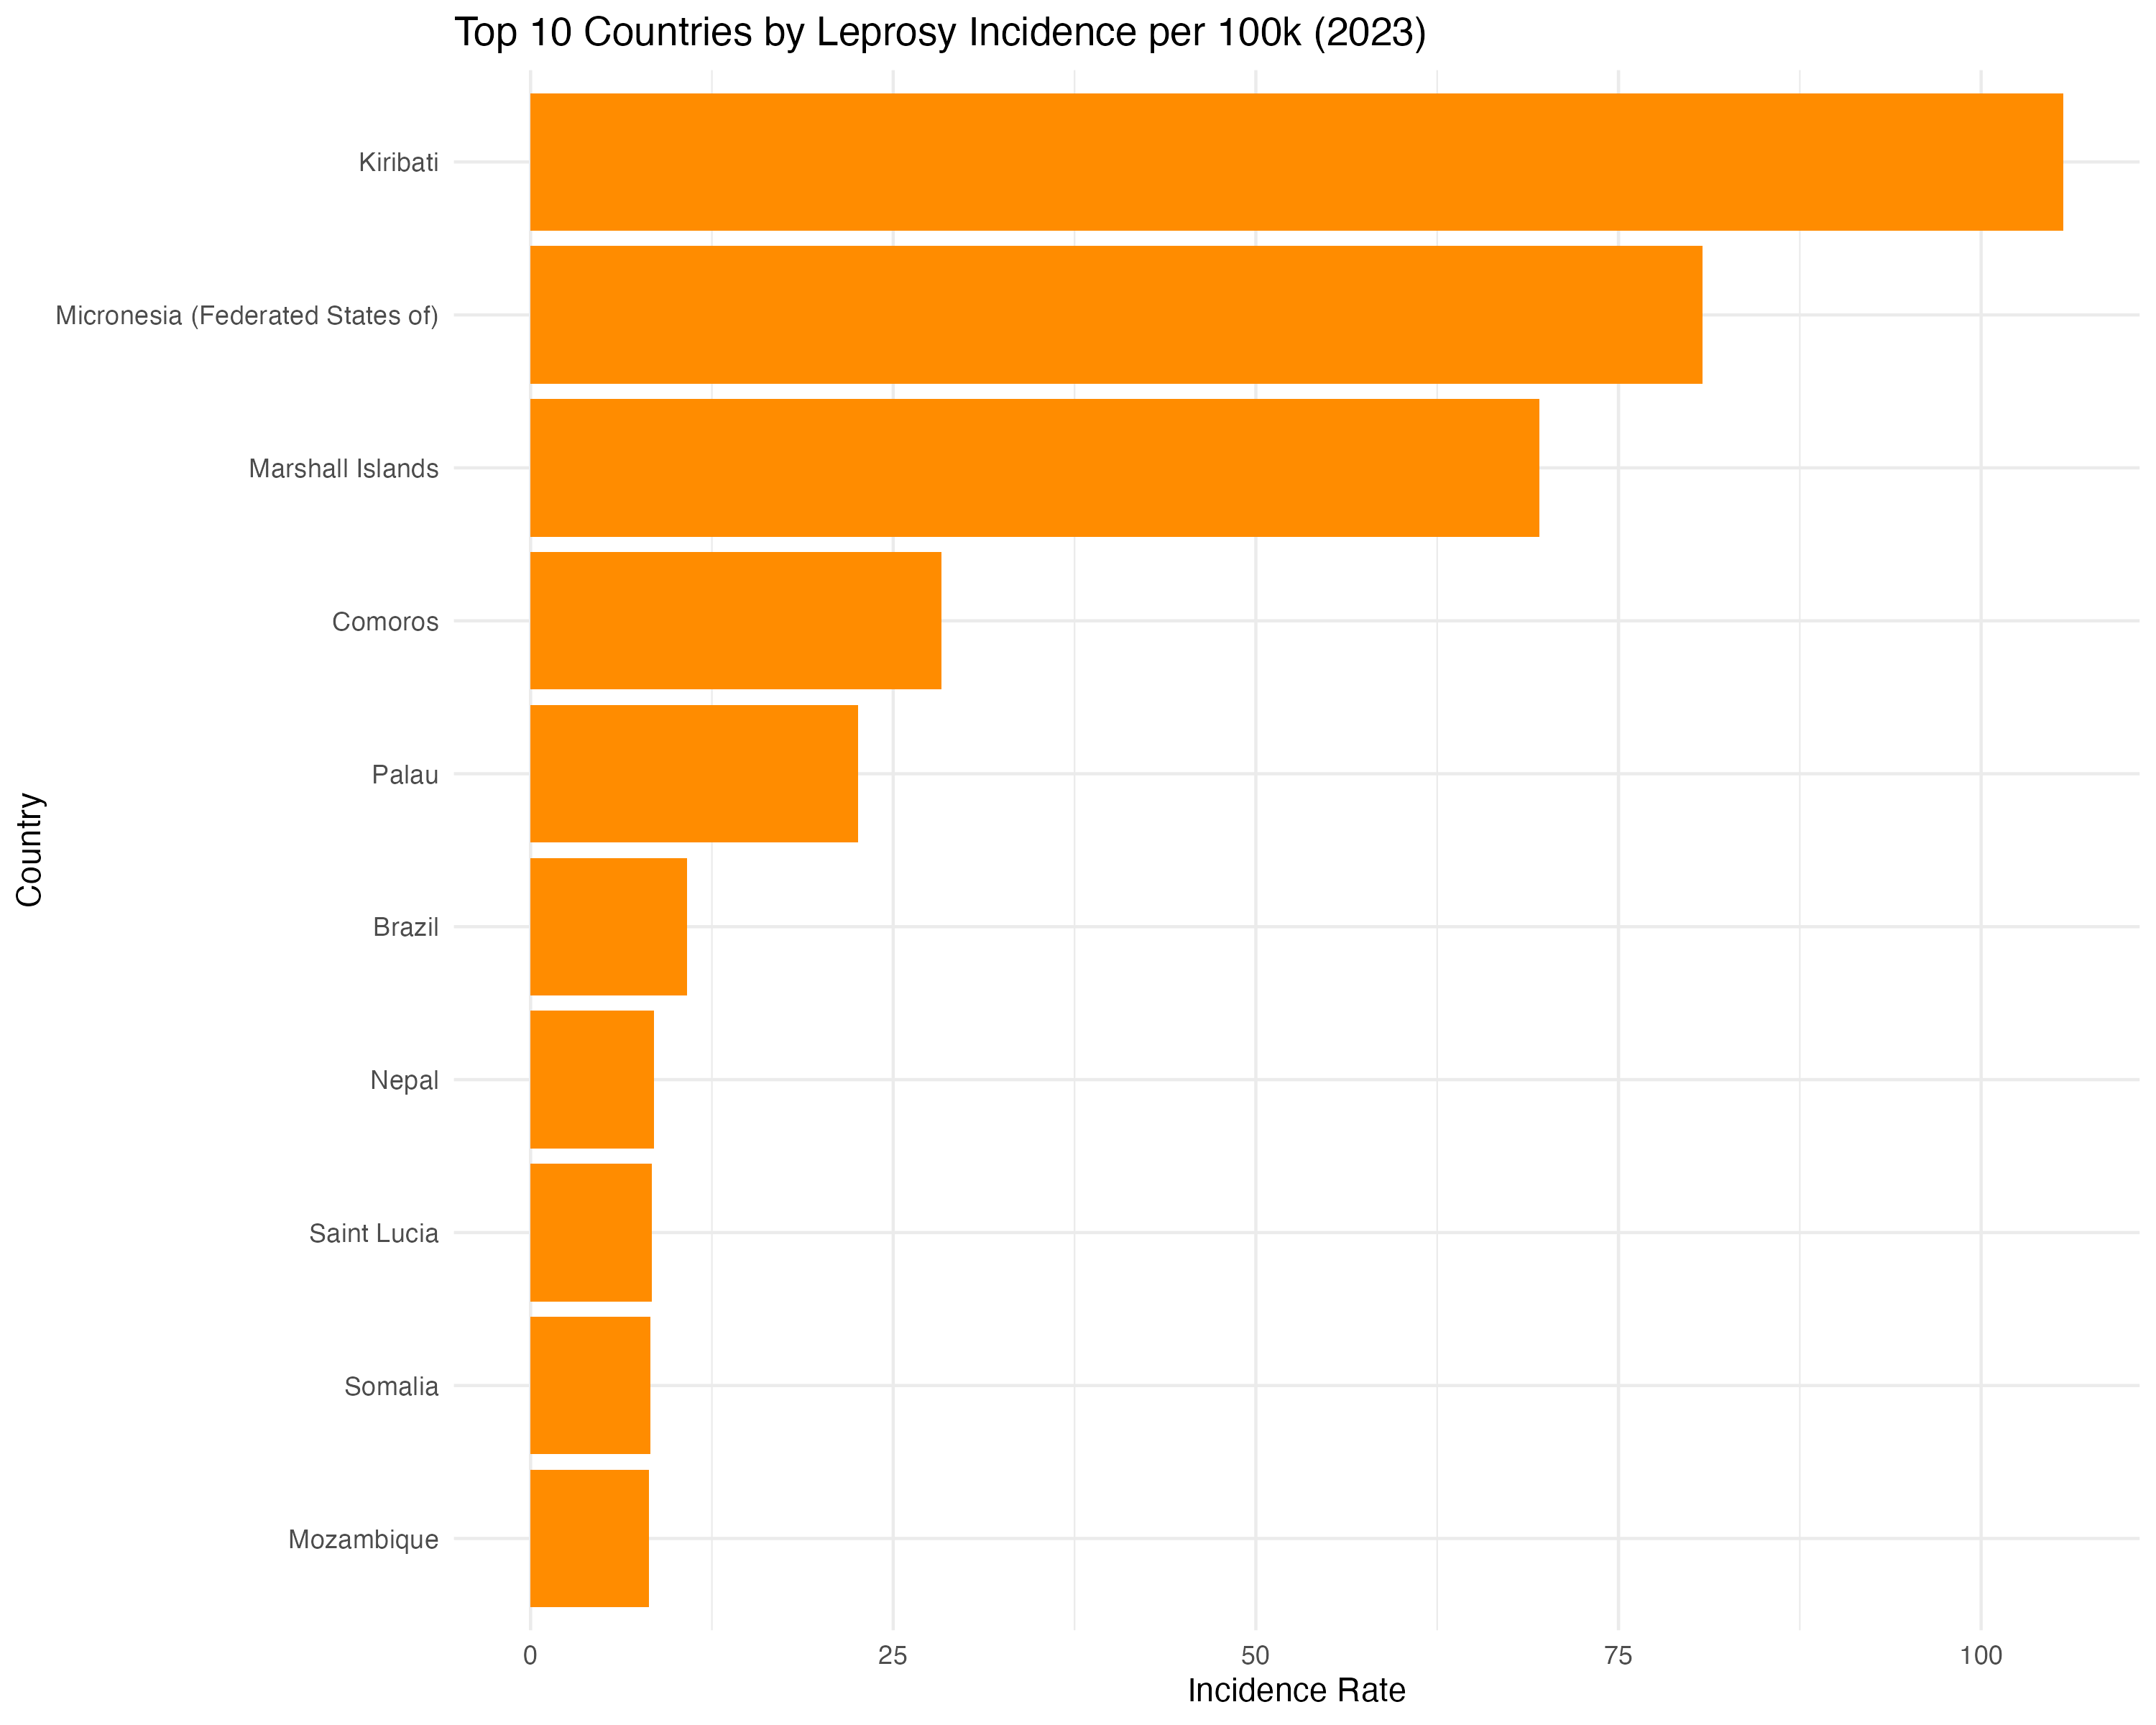 Top 10 Countries by Leprosy Incidence per 100k (2023)
Country
Kiribati
Micronesia (Federated States of)
Marshall Islands
Comoros
Palau
Brazil
Nepal
Saint Lucia
Somalia
Mozambique
0 25 50 75 100
Incidence Rate